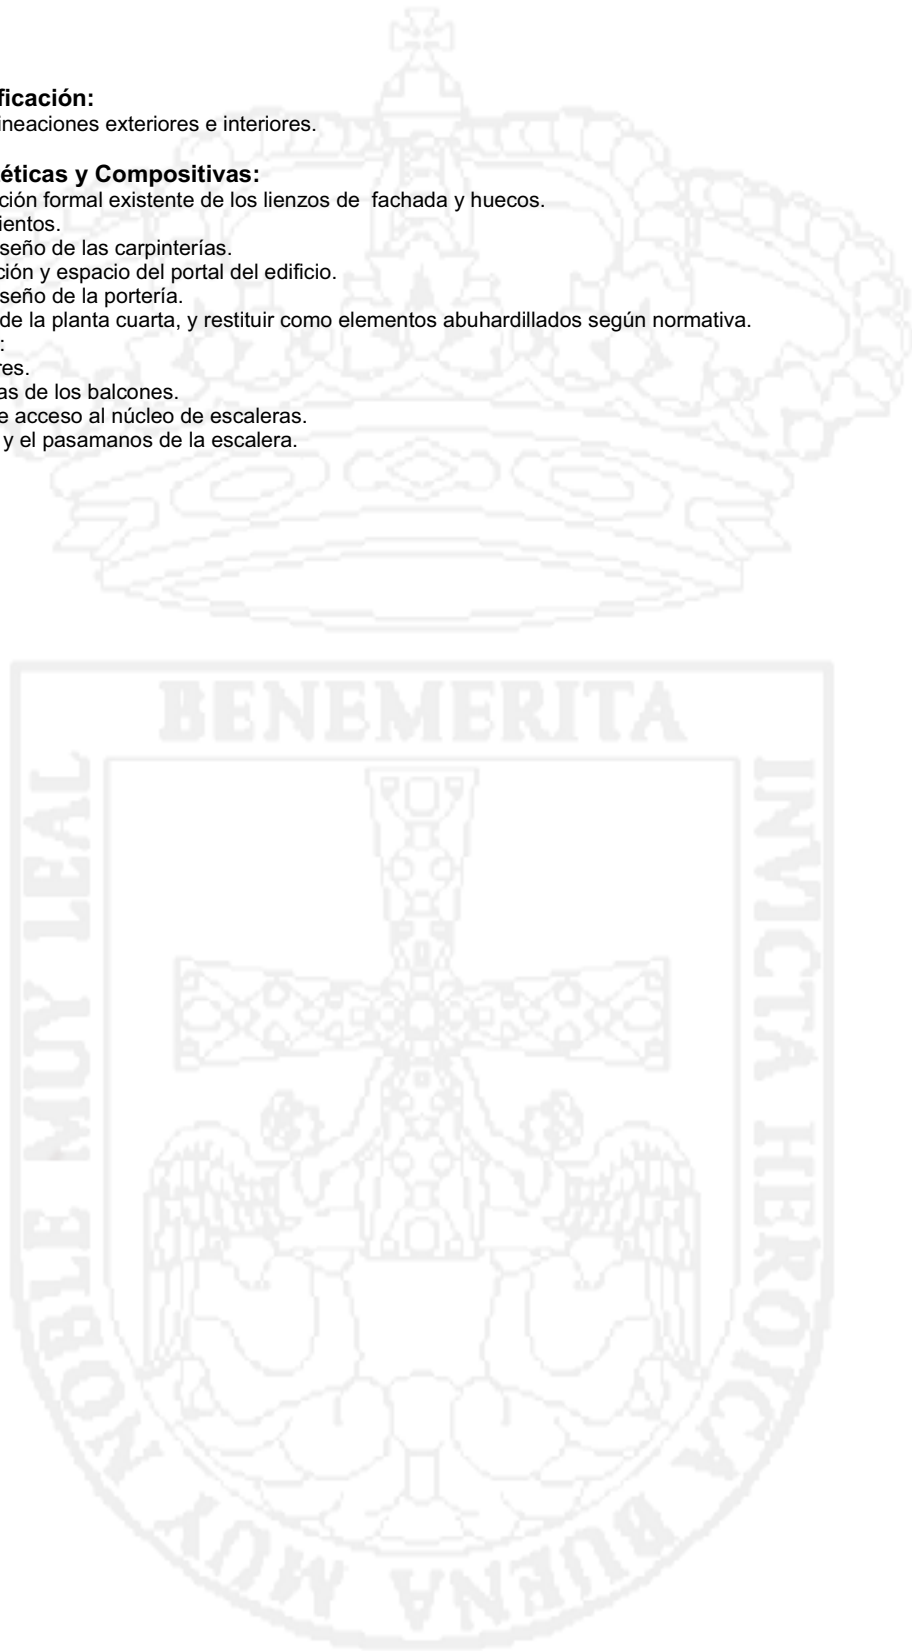 ficación:
ineaciones exteriores e interiores.
éticas y Compositivas:
ción formal existente de los lienzos de fachada y huecos.
ientos.
seño de las carpinterías.
ción y espacio del portal del edificio.
seño de la portería.
de la planta cuarta, y restituir como elementos abuhardillados según normativa.
:
res.
as de los balcones.
e acceso al núcleo de escaleras.
y el pasamanos de la escalera.
BENEMERITA
INVICTA HEROICA BUENA
MUY NOBLE MUY LEAL